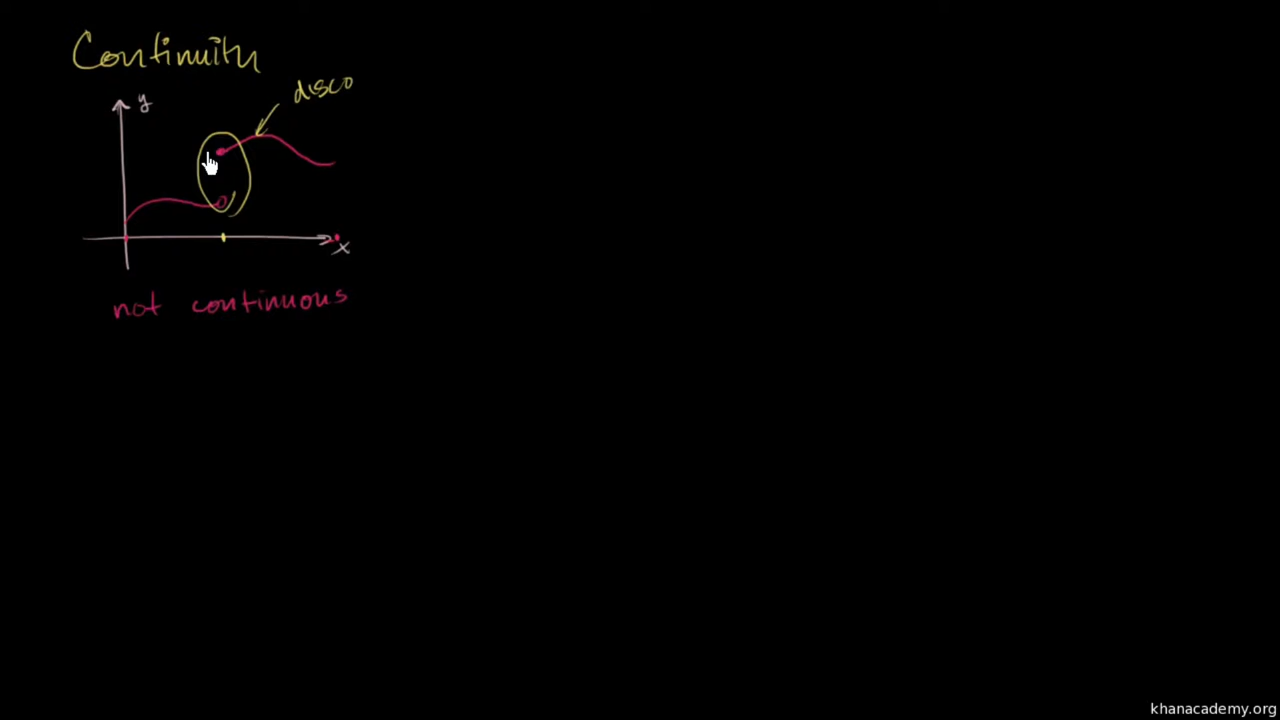 Continuity
disco
y
x
not continuous
khanacademy.org